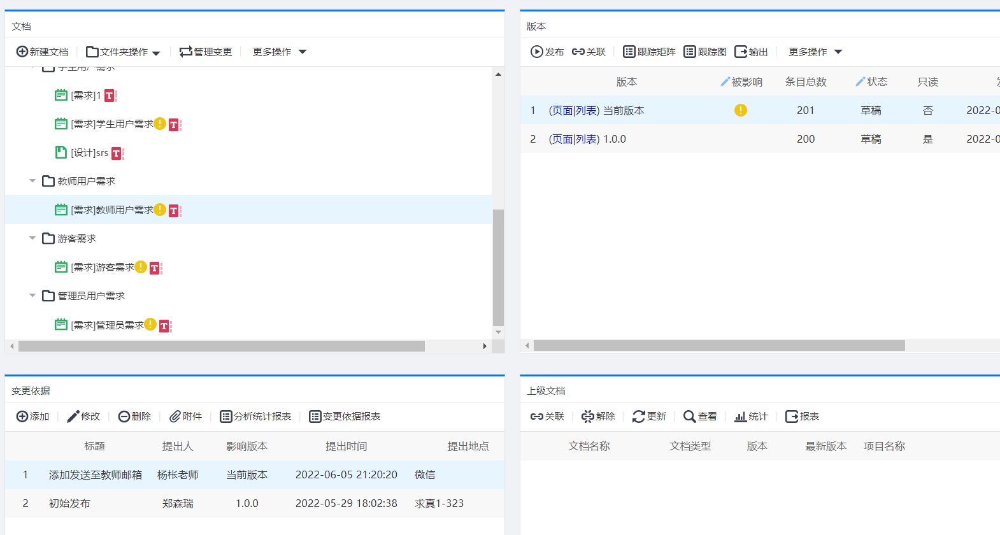 文档
新建文档 文件夹操作 管理变更 更多操作
学生用户需求
[需求]1
[需求]学生用户需求
[设计]srs
教师用户需求
[需求]教师用户需求
游客需求
[需求]游客需求
管理员用户需求
[需求]管理员需求
版本
发布 关联 跟踪矩阵 跟踪图 输出 更多操作
版本 被影响 条目总数 状态 只读
1 (页面|列表) 当前版本 201 草稿 否 2022-0
2 (页面|列表) 1.0.0 200 草稿 是 2022-0
变更依据
添加 修改 删除 附件 分析统计报表 变更依据报表
标题 提出人 影响版本 提出时间 提出地点
1 添加发送至教师邮箱 杨枨老师 当前版本 2022-06-05 21:20:20 微信
2 初始发布 郑森瑞 1.0.0 2022-05-29 18:02:38 求真1-323
上级文档
关联 解除 更新 查看 统计 报表
文档名称 文档类型 版本 最新版本 项目名称